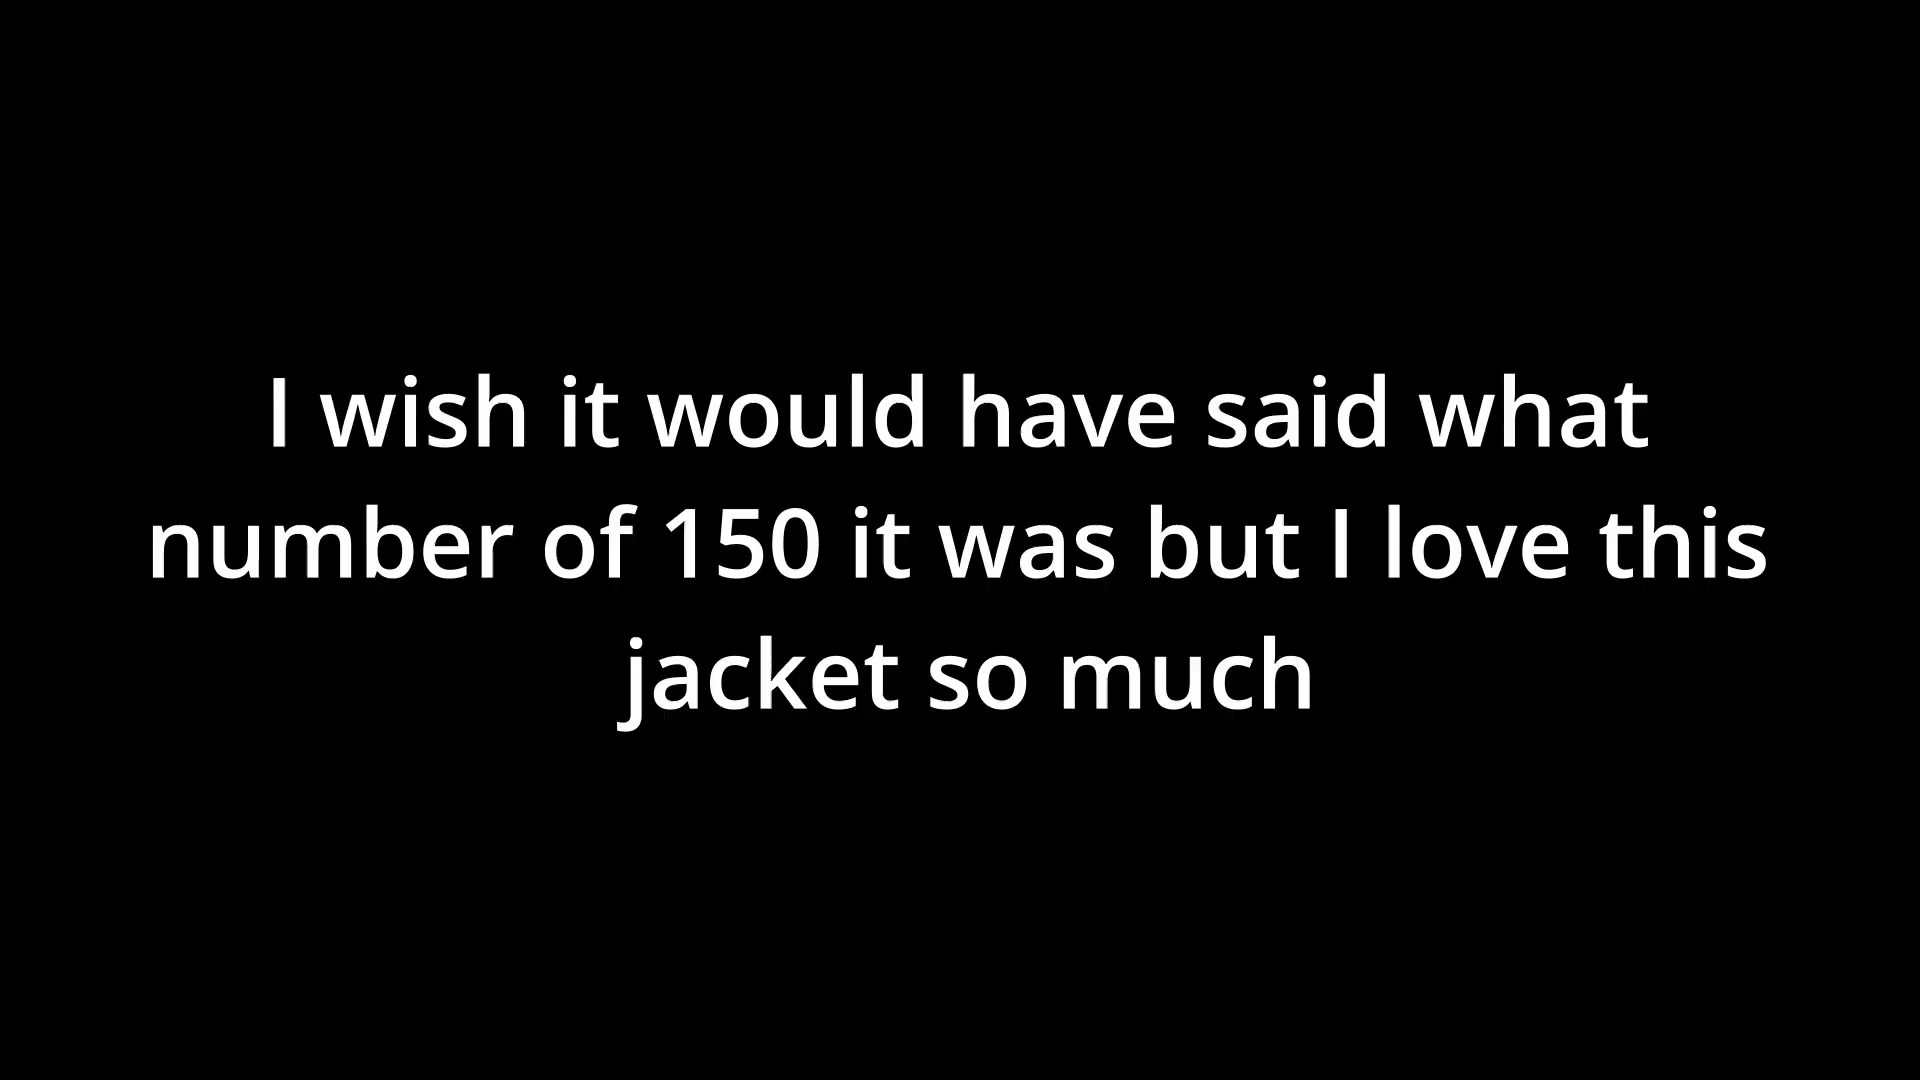 I wish it would have said what
number of 150 it was but I love this
jacket so much